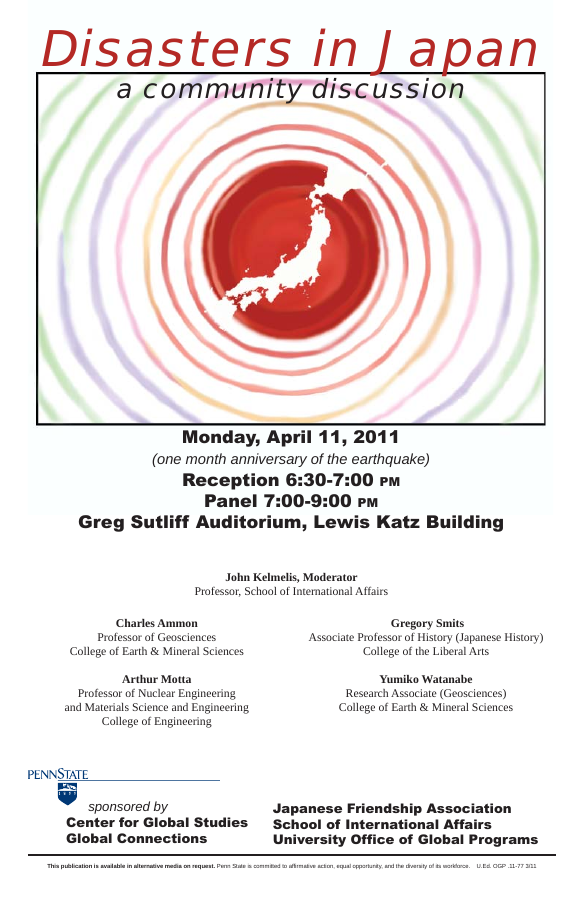 Disasters in Japan
a community discussion
Monday, April 11, 2011
(one month anniversary of the earthquake)
Reception 6:30-7:00 PM
Panel 7:00-9:00 PM
Greg Sutliff Auditorium, Lewis Katz Building
John Kelmelis, Moderator
Professor, School of International Affairs
Charles Ammon
Professor of Geosciences
College of Earth & Mineral Sciences
Gregory Smits
Associate Professor of History (Japanese History)
College of the Liberal Arts
Arthur Motta
Professor of Nuclear Engineering
and Materials Science and Engineering
College of Engineering
Yumiko Watanabe
Research Associate (Geosciences)
College of Earth & Mineral Sciences
PENNSTATE
1855
sponsored by
Center for Global Studies
Global Connections
Japanese Friendship Association
School of International Affairs
University Office of Global Programs
This publication is available in alternative media on request. Penn State is committed to affirmative action, equal opportunity, and the diversity of its workforce. U.Ed. OGP .11-77 3/11